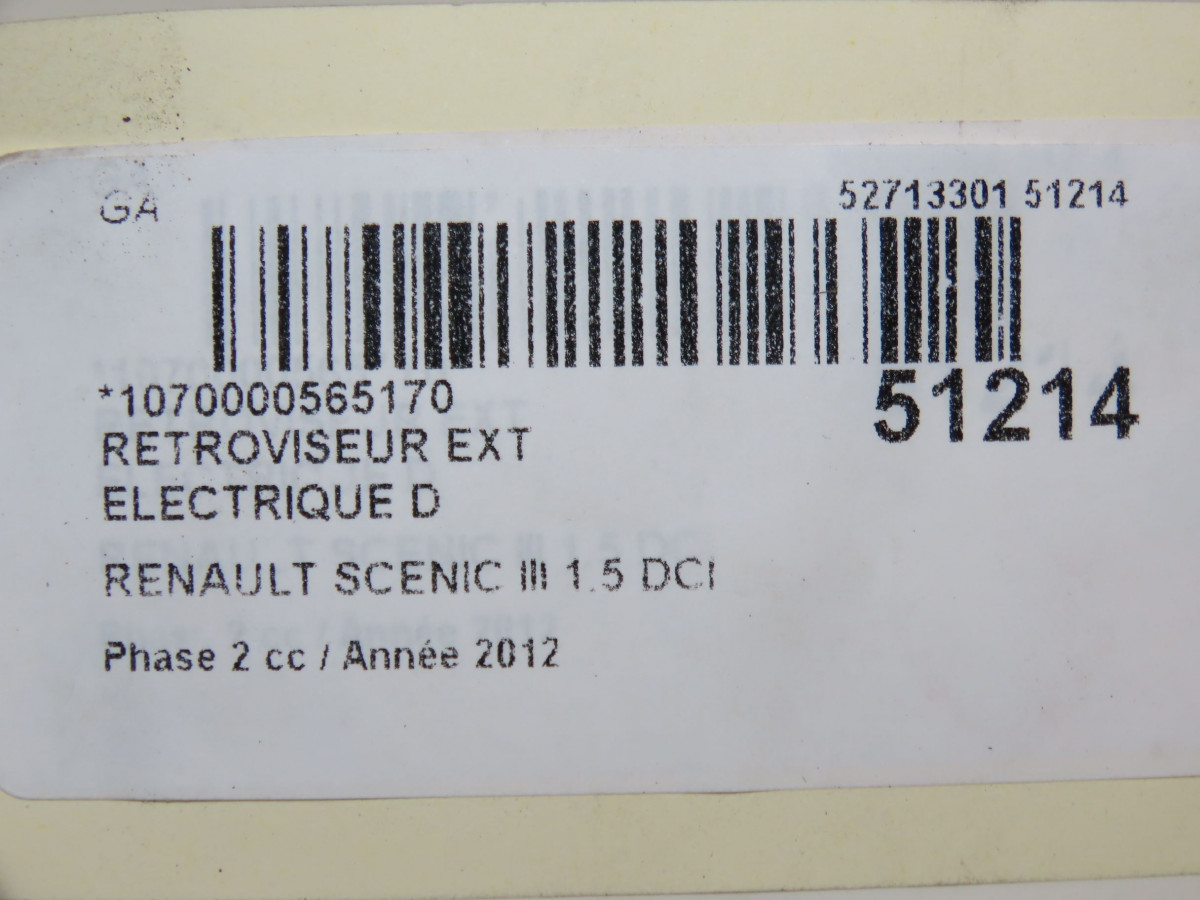 GA
52713301 51214
*1070000565170
51214
RETROVISEUR EXT
ELECTRIQUE D
RENAULT SCENIC III 1.5 DCI
Phase 2 cc / Année 2012